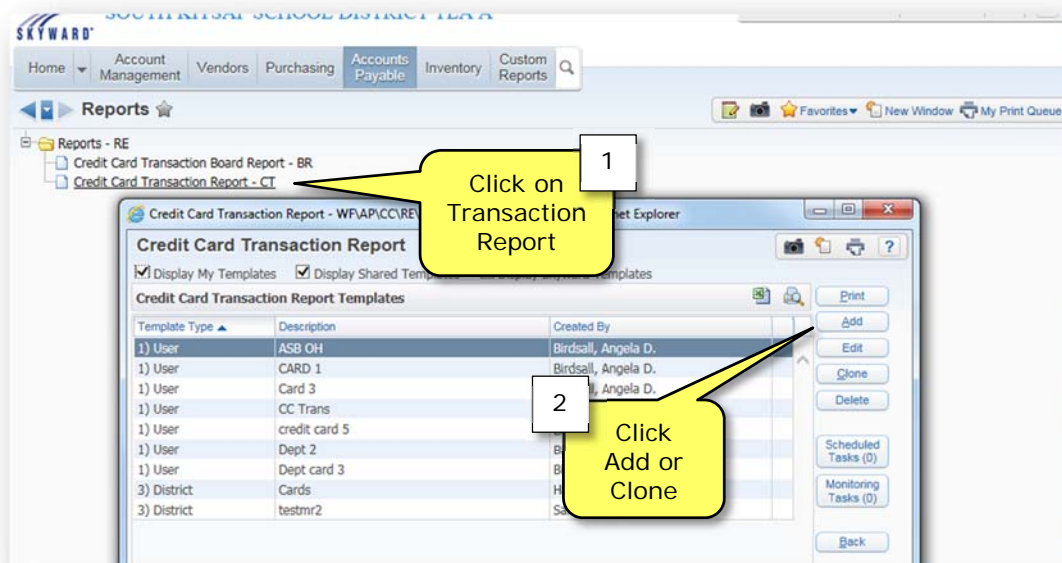 SOUTH KITSAP SCHOOL DISTRICT TEA A
SKYWARD
Home Account Management Vendors Purchasing Accounts Payable Inventory Custom Reports
Reports Favorites New Window My Print Queue
Reports - RE
Credit Card Transaction Board Report - BR
Credit Card Transaction Report - CT
1
Click on
Transaction
Report
Credit Card Transaction Report - WF\AP\CC\RE\ Explorer
Credit Card Transaction Report
Display My Templates Display Shared Templates
Credit Card Transaction Report Templates
Template Type Description Created By
1) User ASB OH Birdsall, Angela D.
1) User CARD 1 Birdsall, Angela D.
1) User Card 3 Angela D.
1) User CC Trans
1) User credit card 5
1) User Dept 2
1) User Dept card 3
3) District Cards
3) District testmr2
2
Click
Add or
Clone
Print
Add
Edit
Clone
Delete
Scheduled
Tasks (0)
Monitoring
Tasks (0)
Back